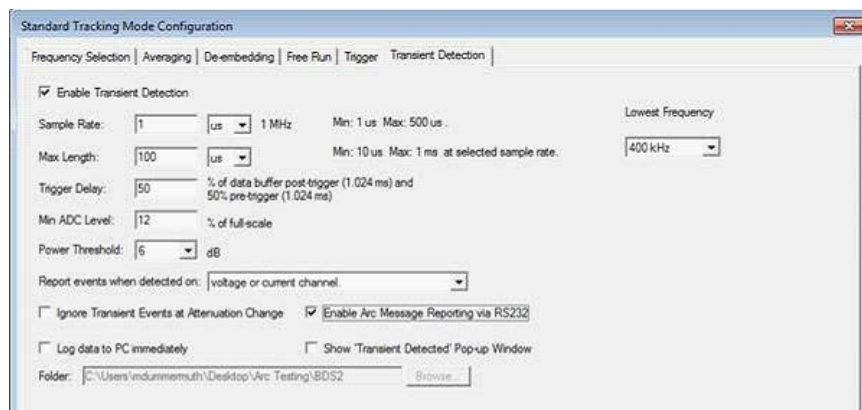 Standard Tracking Mode Configuration
Frequency Selection Averaging De-embedding Free Run Trigger Transient Detection
Enable Transient Detection
Lowest Frequency
Sample Rate: 1 us 1 MHz Min: 1 us Max: 500 us .
400 kHz
Max Length: 100 us Min: 10 us Max: 1 ms at selected sample rate.
Trigger Delay: 50 % of data buffer post-trigger (1.024 ms) and
50% pre-trigger (1.024 ms)
Min ADC Level: 12 % of full-scale
Power Threshold: 6 dB
Report events when detected on: voltage or current channel.
Ignore Transient Events at Attenuation Change Enable Arc Message Reporting via RS232
Log data to PC immediately Show 'Transient Detected' Pop-up Window
Folder: C:\Users\mdummermuth\Desktop\Arc Testing\BDS2 Browse...